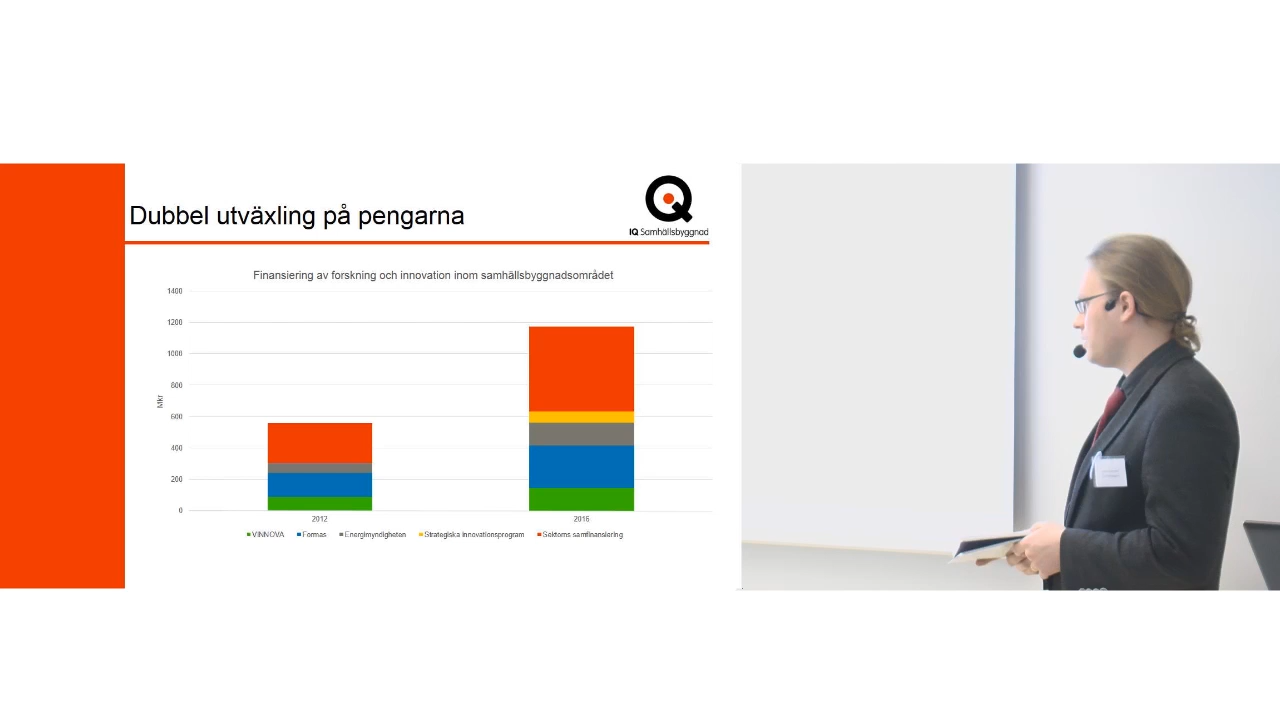 Dubbel utväxling på pengarna
IQ Samhällsbyggnad
Finansiering av forskning och innovation inom samhällsbyggnadsområdet
1400
1200
1000
800
600
400
200
0
Mkr
2012
2016
VINNOVA Formas Energimyndigheten Strategiska innovationsprogram Sektorns samfinansiering